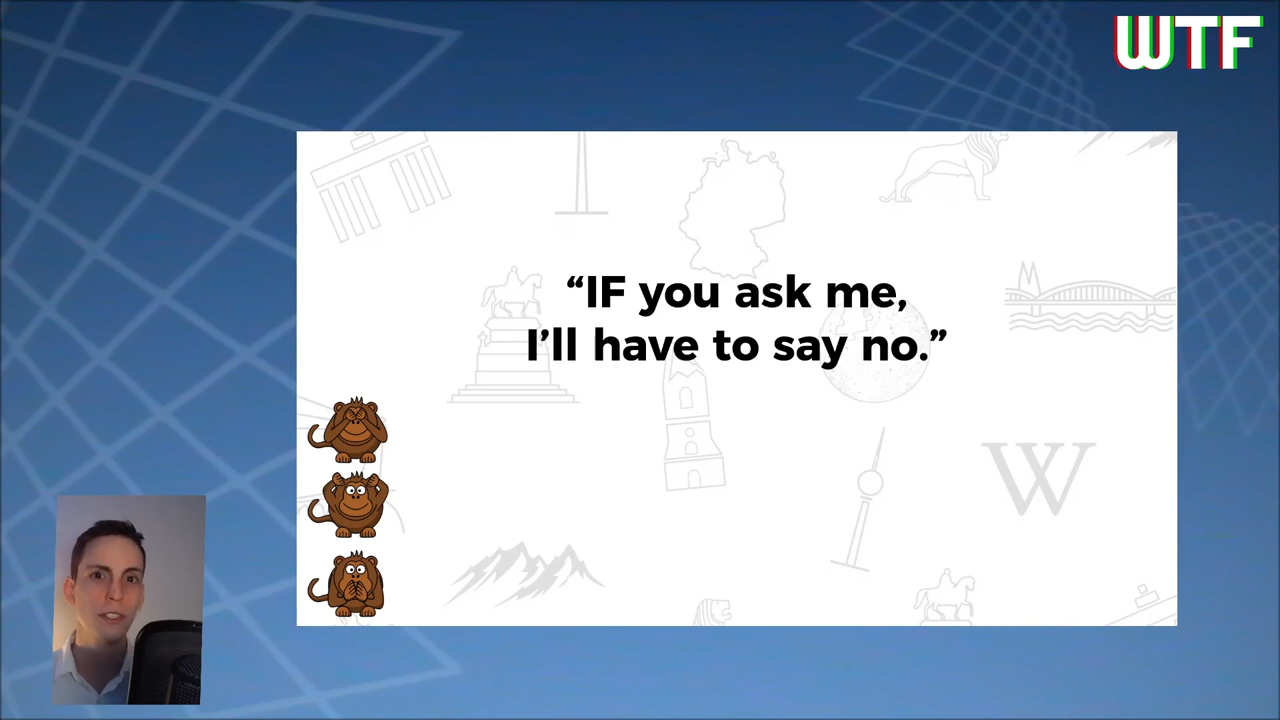 WTF
“IF you ask me,
I’ll have to say no.”
W